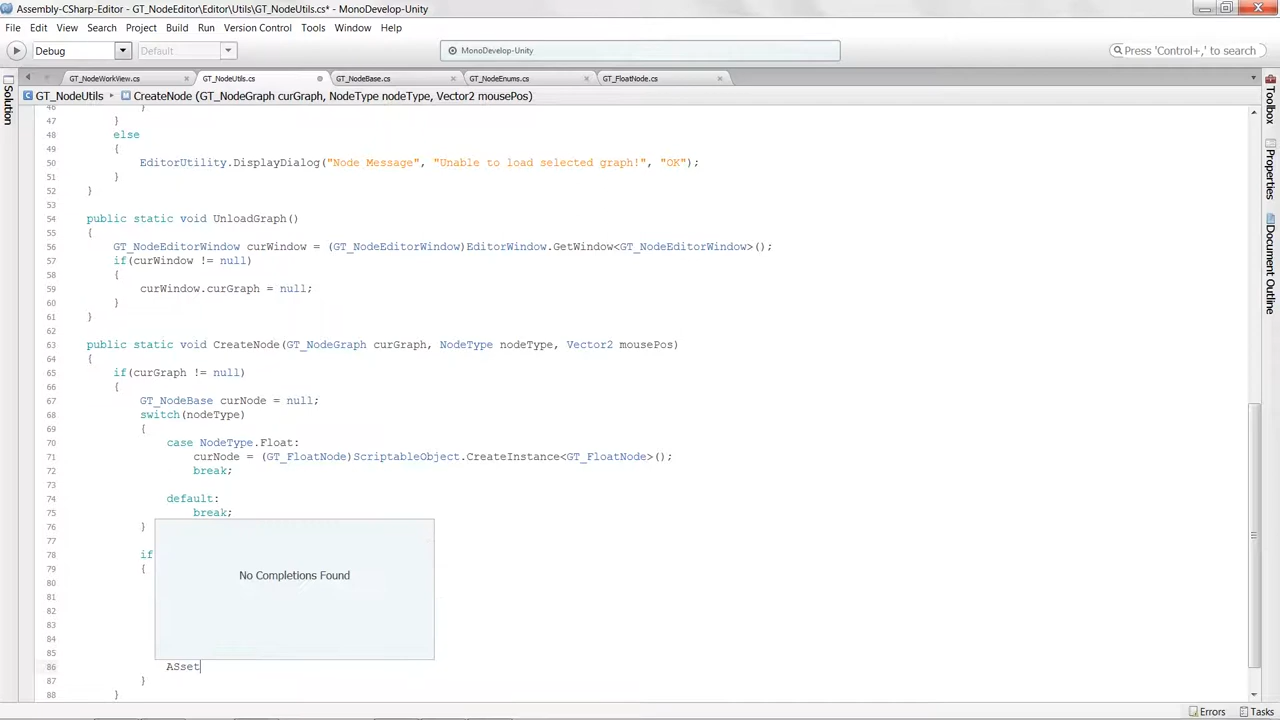 Assembly-CSharp-Editor - GT_NodeEditor\Editor\Utils\GT_NodeUtils.cs* - MonoDevelop-Unity
File Edit View Search Project Build Run Version Control Tools Window Help
Debug Default MonoDevelop-Unity Press 'Control+,' to search
GT_NodeWorkView.cs GT_NodeUtils.cs GT_NodeBase.cs GT_NodeEnums.cs GT_FloatNode.cs
GT_NodeUtils CreateNode (GT_NodeGraph curGraph, NodeType nodeType, Vector2 mousePos)
Solution
Toolbox
Properties
Document Outline
46 }
47 }
48 else
49 {
50 EditorUtility.DisplayDialog("Node Message", "Unable to load selected graph!", "OK");
51 }
52 }
53
54 public static void UnloadGraph()
55 {
56 GT_NodeEditorWindow curWindow = (GT_NodeEditorWindow)EditorWindow.GetWindow<GT_NodeEditorWindow>();
57 if(curWindow != null)
58 {
59 curWindow.curGraph = null;
60 }
61 }
62
63 public static void CreateNode(GT_NodeGraph curGraph, NodeType nodeType, Vector2 mousePos)
64 {
65 if(curGraph != null)
66 {
67 GT_NodeBase curNode = null;
68 switch(nodeType)
69 {
70 case NodeType.Float:
71 curNode = (GT_FloatNode)ScriptableObject.CreateInstance<GT_FloatNode>();
72 break;
73
74 default:
75 break;
76 }
77
78 if
79 {
80
81
82
83
84
85
86 ASset
87 }
88 }
No Completions Found
Errors Tasks